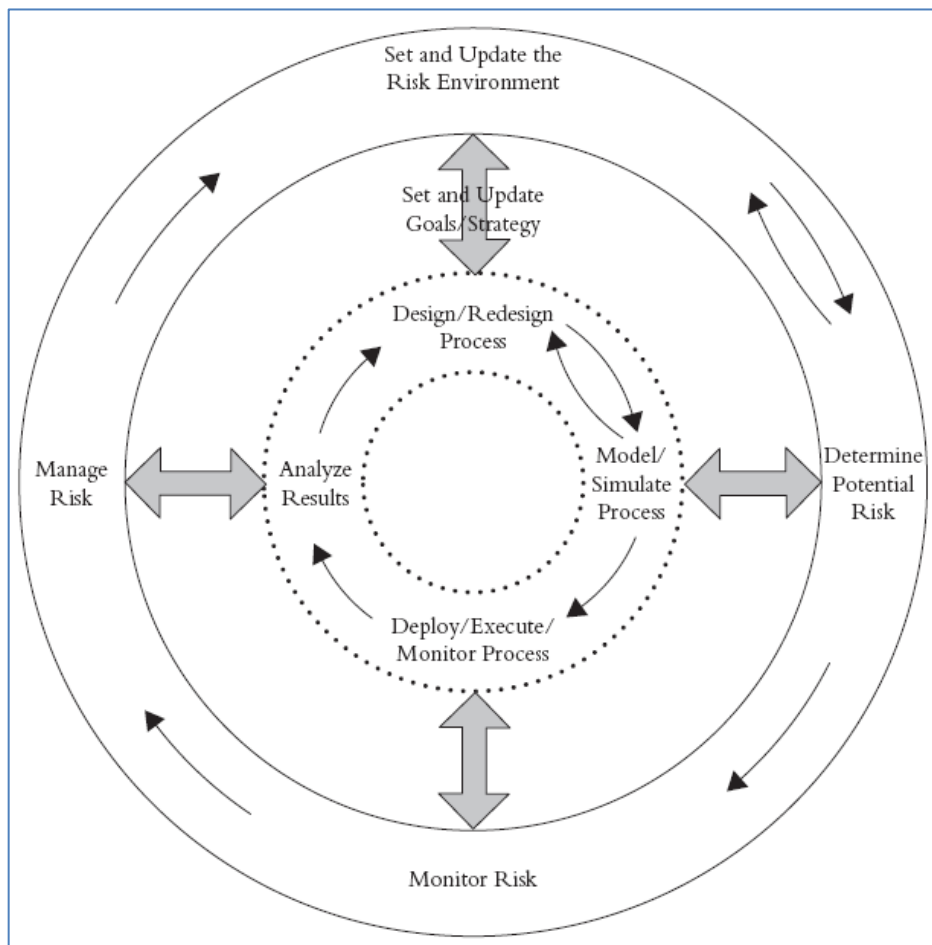 Set and Update the
Risk Environment
Set and Update
Goals/Strategy
Design/Redesign
Process
Manage
Risk
Analyze
Results
Model/
Simulate
Process
Determine
Potential
Risk
Deploy/Execute/
Monitor Process
Monitor Risk